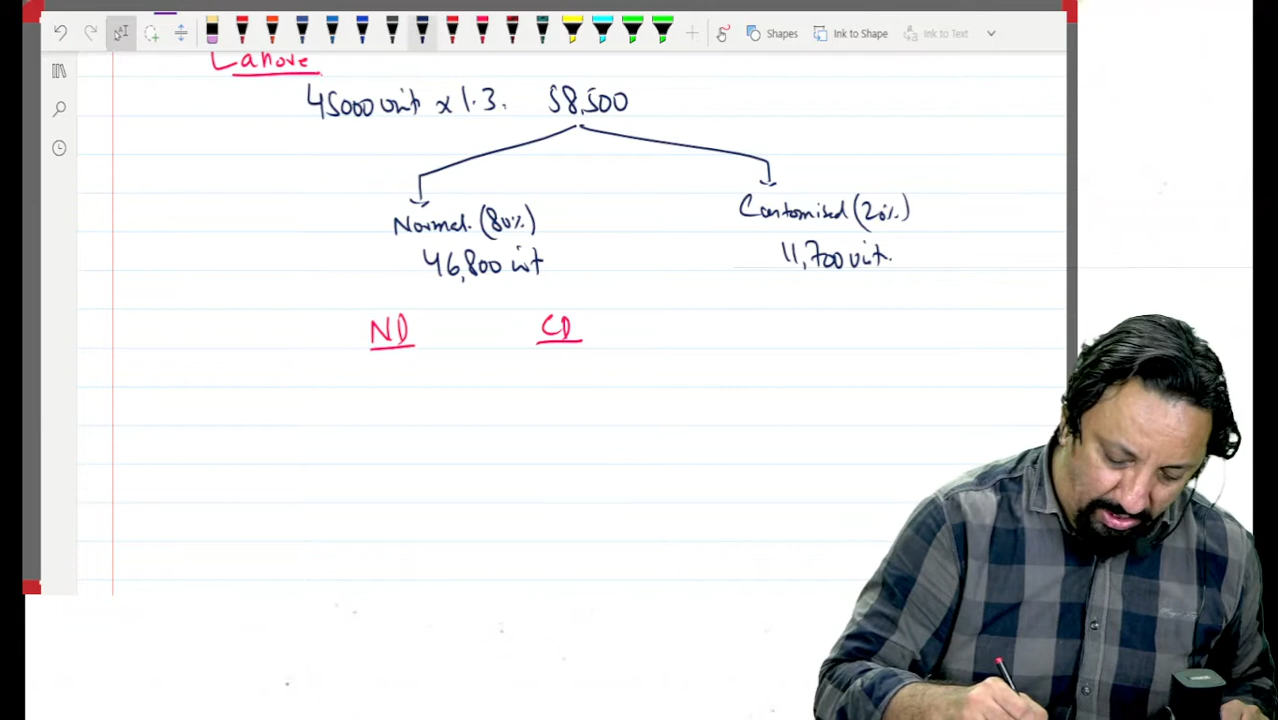 Shapes Ink to Shape Ink to Text
Lahore
45000 unit x 1.3. 58,500
Normal. (80%) Customised (20%)
46,800 unit 11,700 unit.
ND CD